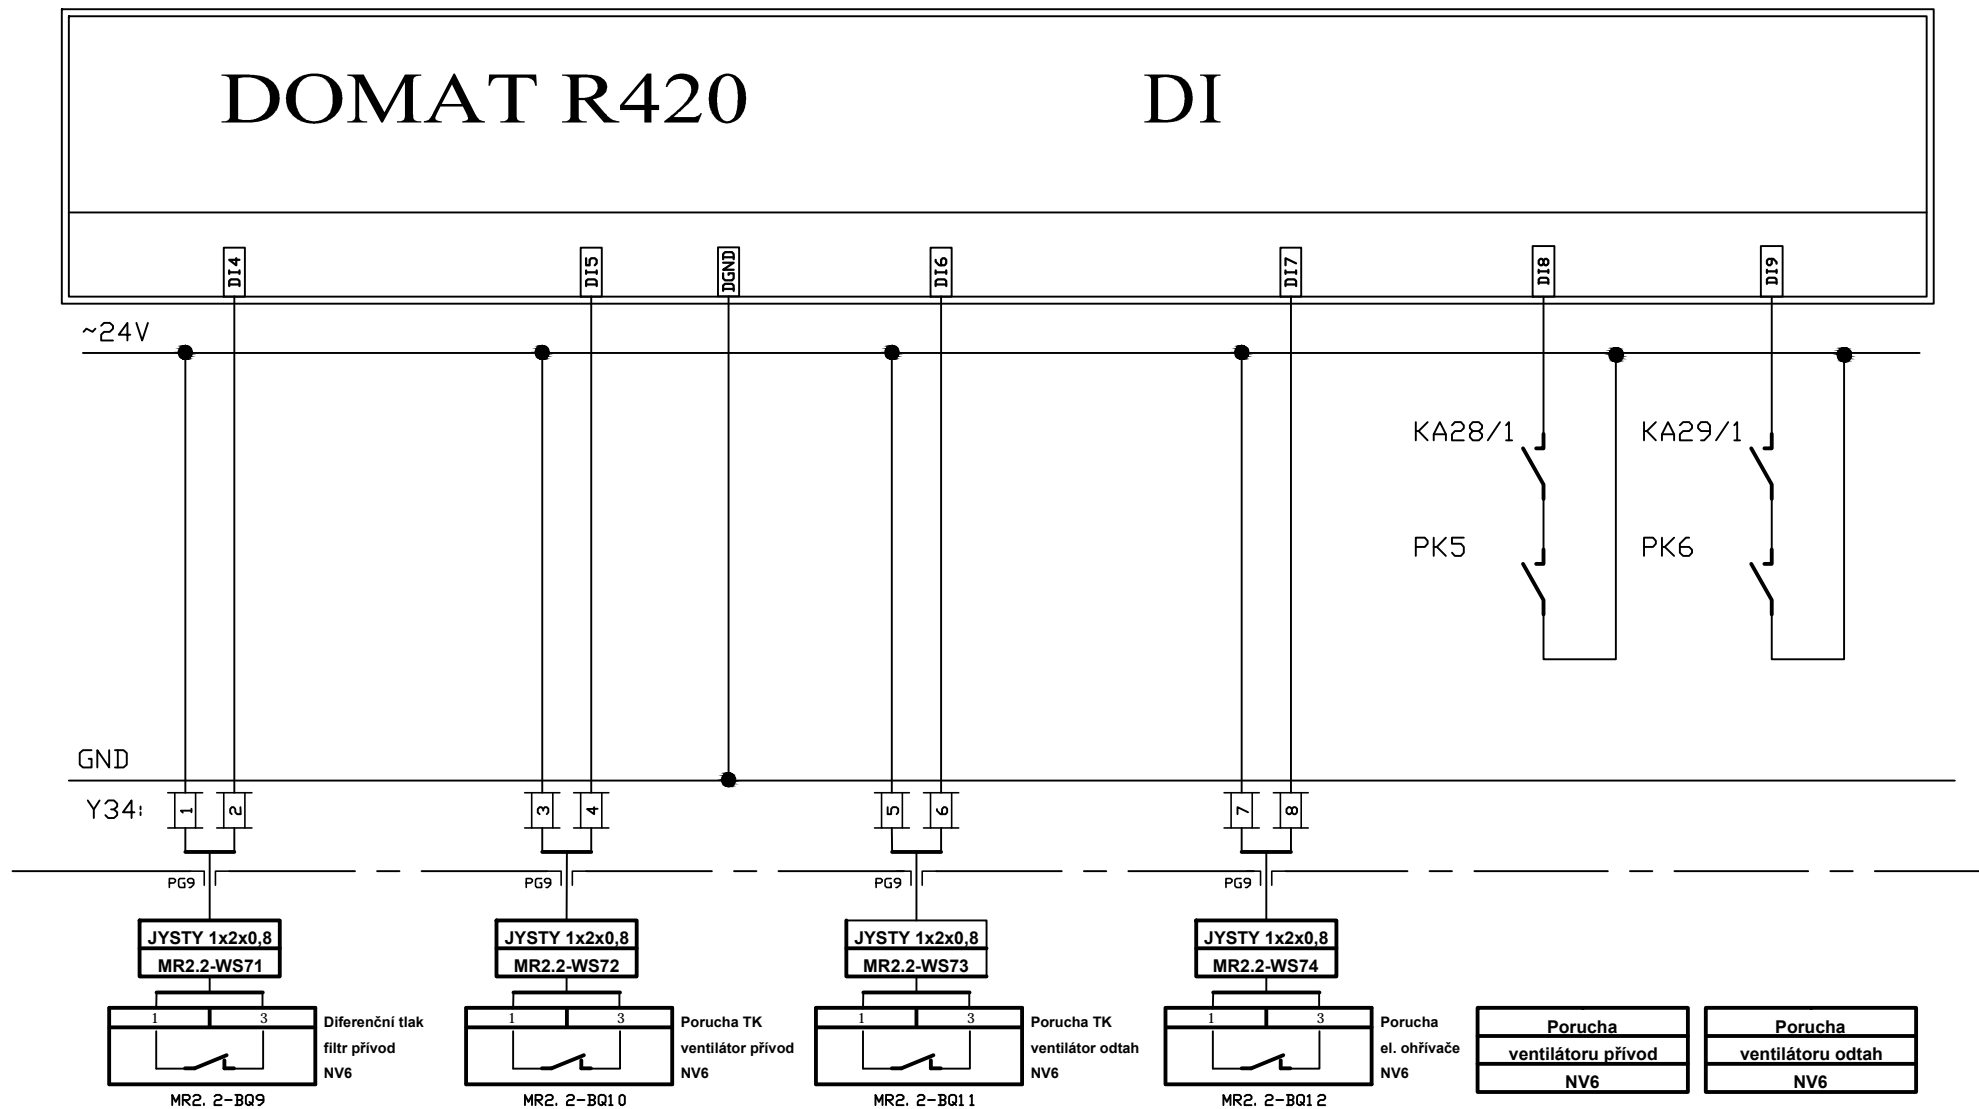 DOMAT R420 DI
DI4 DI5 DGND DI6 DI7 DI8 DI9
~24V
KA28/1 KA29/1
PK5 PK6
GND
Y34: 1 2 3 4 5 6 7 8
PG9 PG9 PG9 PG9
JYSTY 1x2x0,8
MR2.2-WS71
1 3
Diferenční tlak
filtr přívod
NV6
MR2. 2-BQ9
JYSTY 1x2x0,8
MR2.2-WS72
1 3
Porucha TK
ventilátor přívod
NV6
MR2. 2-BQ10
JYSTY 1x2x0,8
MR2.2-WS73
1 3
Porucha TK
ventilátor odtah
NV6
MR2. 2-BQ11
JYSTY 1x2x0,8
MR2.2-WS74
1 3
Porucha
el. ohřívače
NV6
MR2. 2-BQ12
Porucha
ventilátoru přívod
NV6
Porucha
ventilátoru odtah
NV6